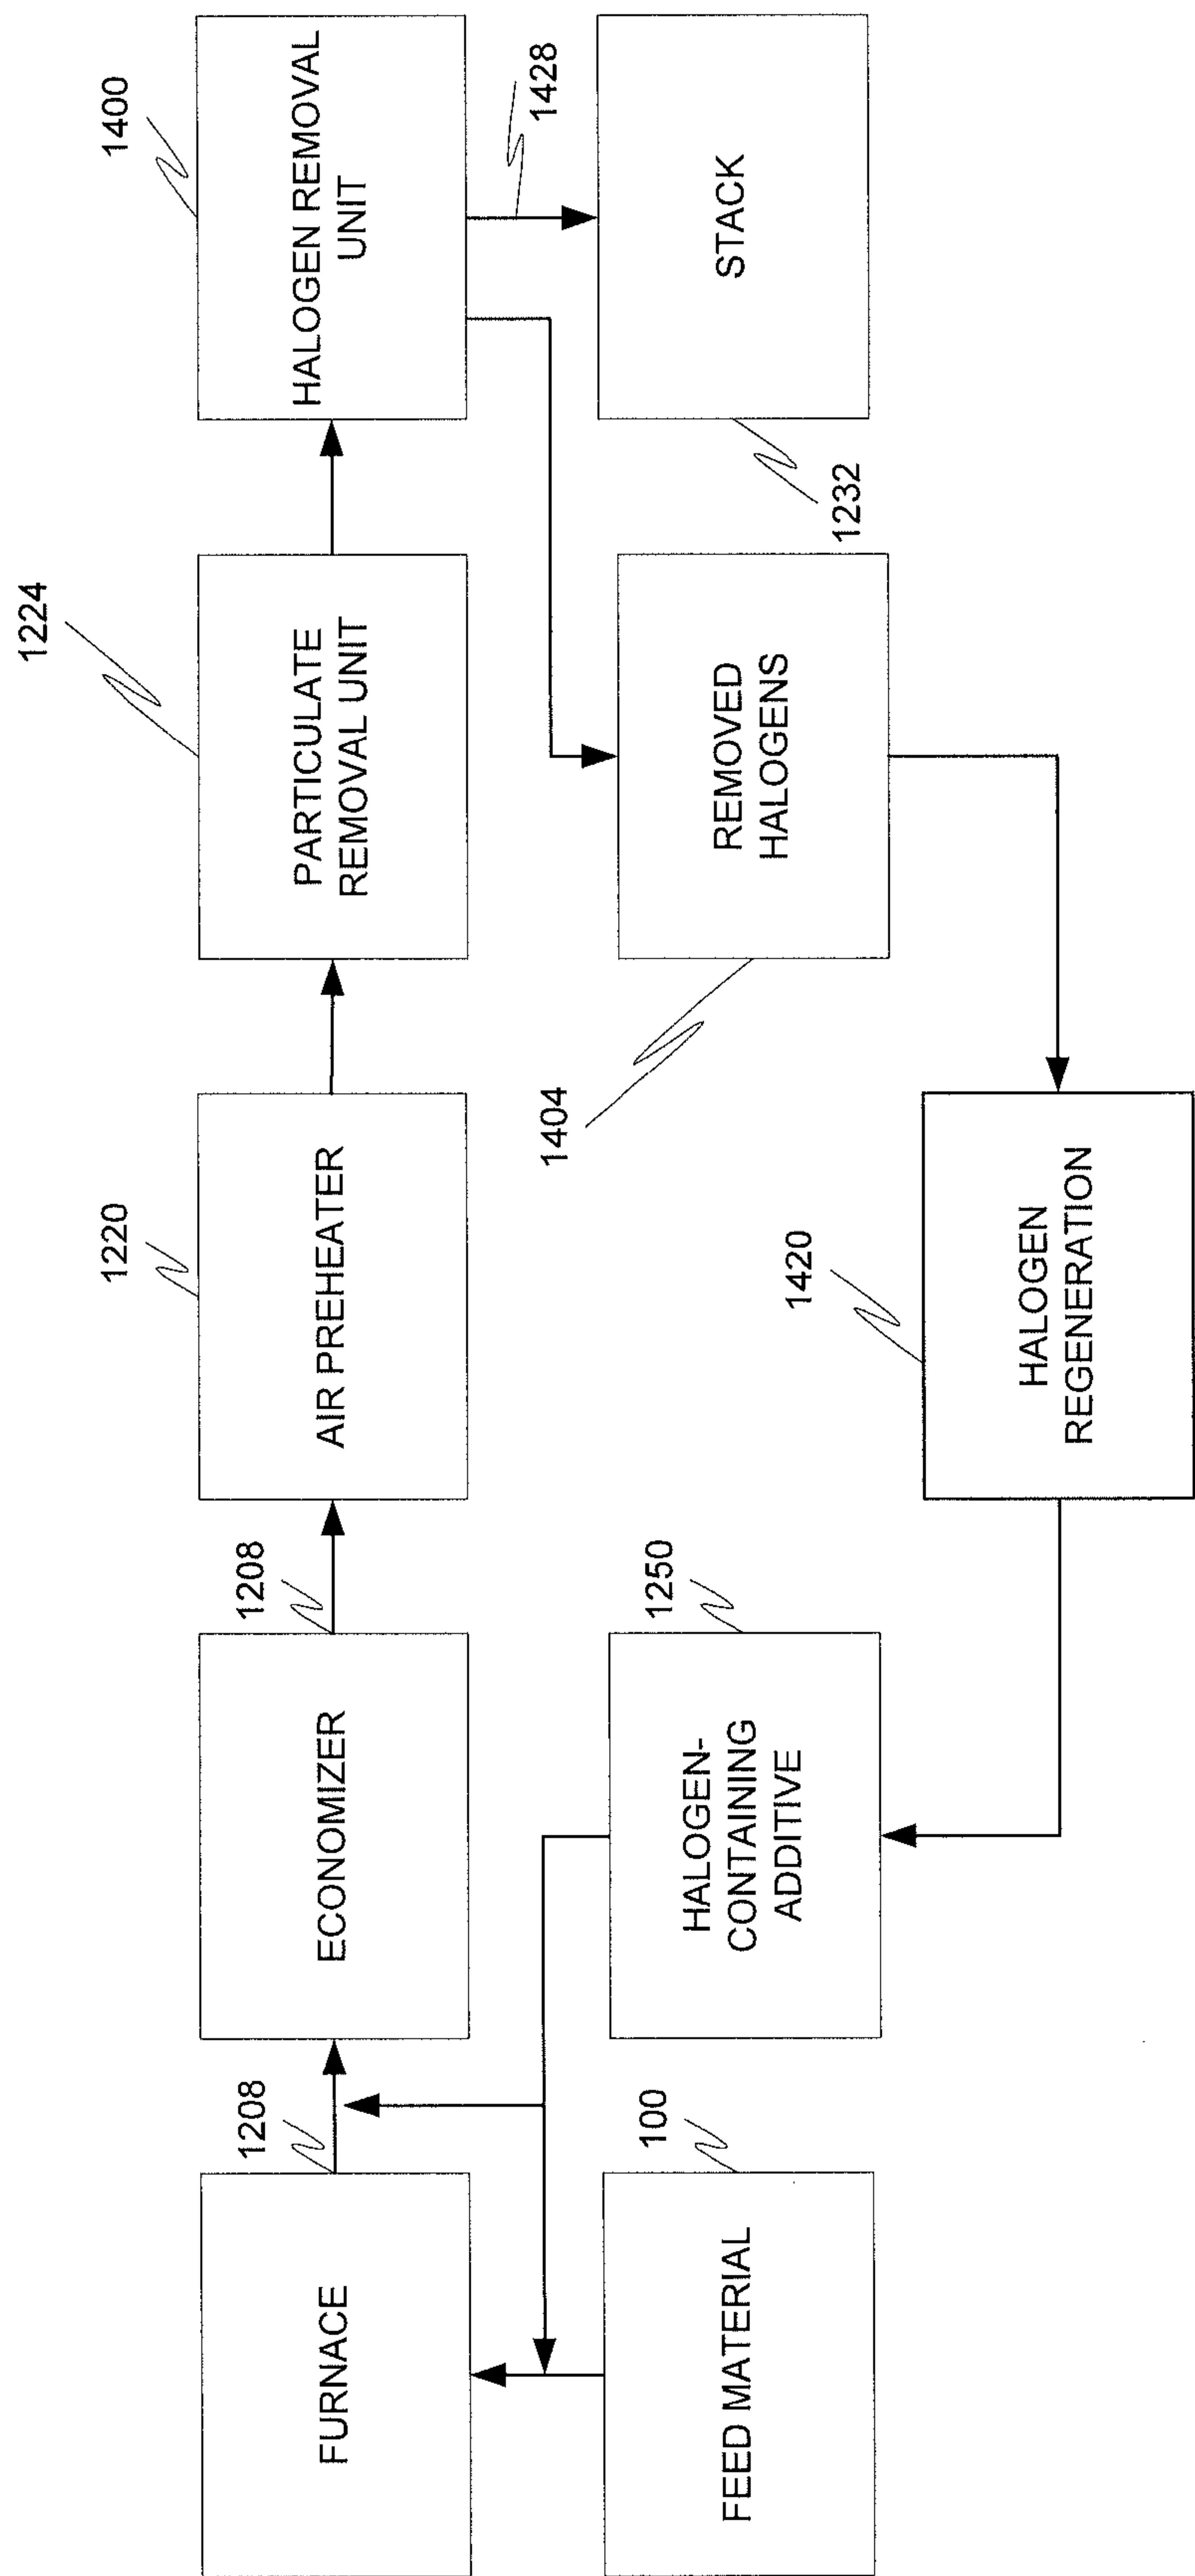 1208
FURNACE
1208
ECONOMIZER
1220
AIR PREHEATER
1224
PARTICULATE
REMOVAL UNIT
1400
HALOGEN REMOVAL
UNIT
1428
100
FEED MATERIAL
1250
HALOGEN-
CONTAINING
ADDITIVE
1420
HALOGEN
REGENERATION
1404
REMOVED
HALOGENS
1232
STACK